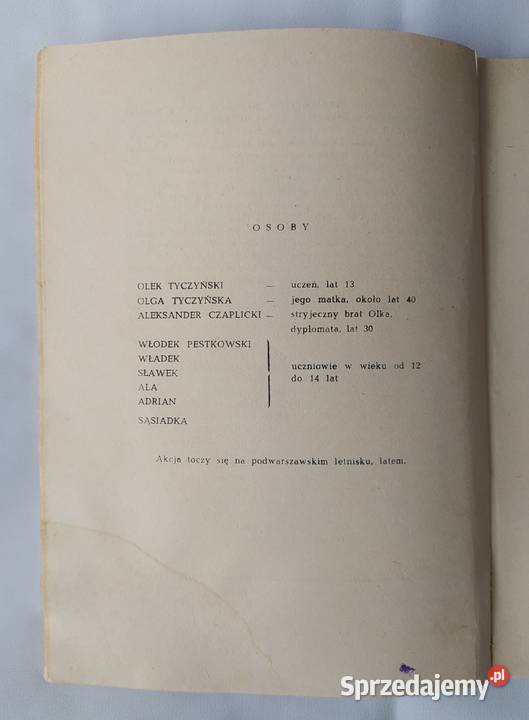 OSOBY
OLEK TYCZYŃSKI — uczeń, lat 13
OLGA TYCZYŃSKA — jego matka, około lat 40
ALEKSANDER CZAPLICKI — stryjeczny brat Olka,
dyplomata, lat 30
WŁODEK PESTKOWSKI
WŁADEK
SŁAWEK
ALA
ADRIAN
uczniowie w wieku od 12
do 14 lat
SĄSIADKA
Akcja toczy się na podwarszawskim letnisku, latem.
Sprzedajemy.pl